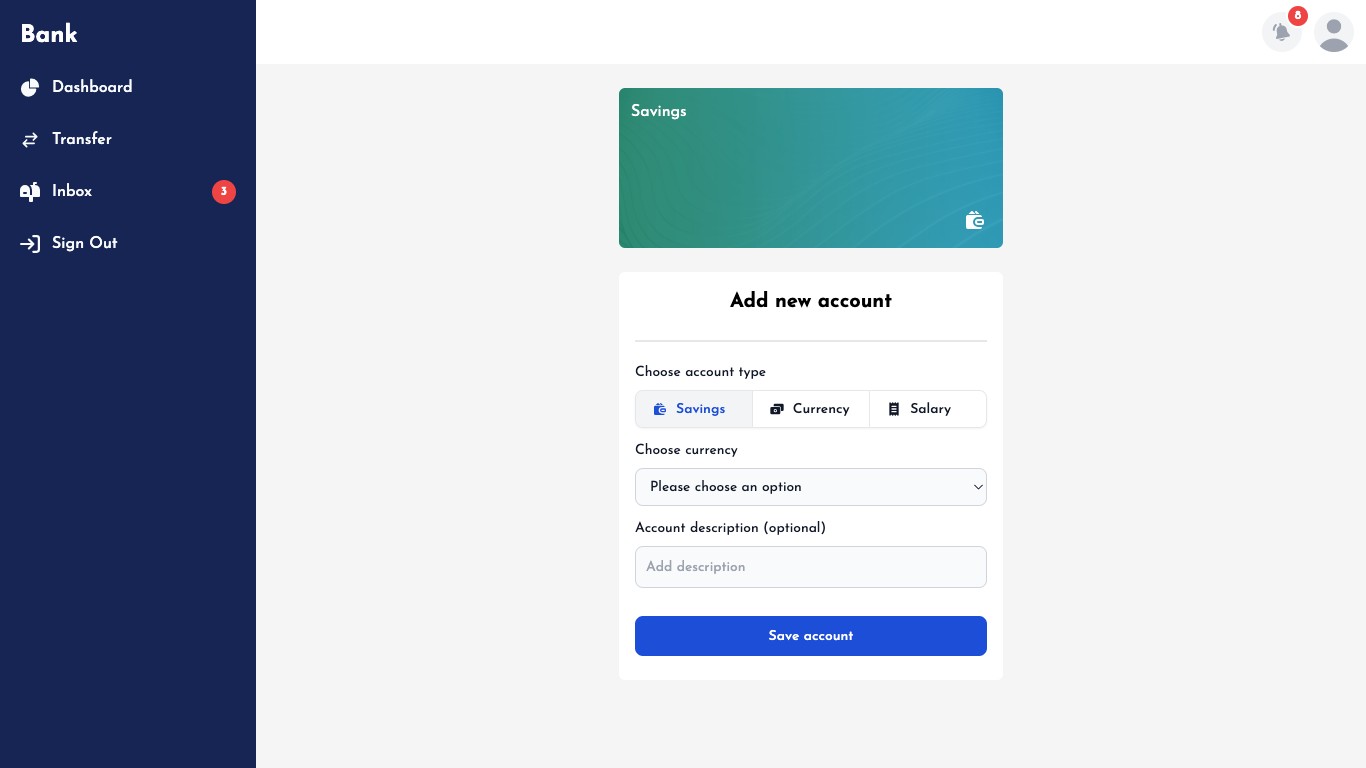 Bank
Dashboard
Transfer
Inbox
3
Sign Out
8
Savings
Add new account
Choose account type
Savings
Currency
Salary
Choose currency
Please choose an option
Account description (optional)
Add description
Save account